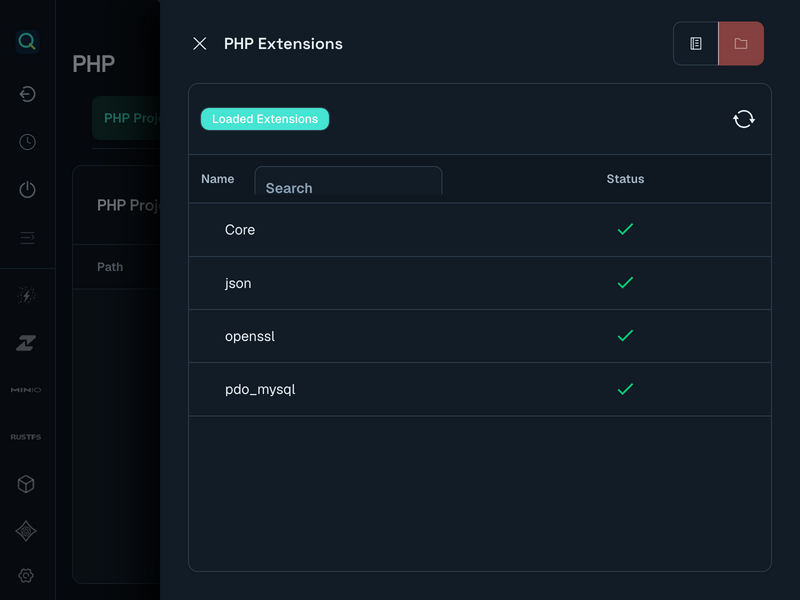 PHP Extensions
PHP
Loaded Extensions
PHP Proj
Name
Search
Status
PHP Proj
Core
Path
json
openssl
pdo_mysql
MINIO
RUSTFS